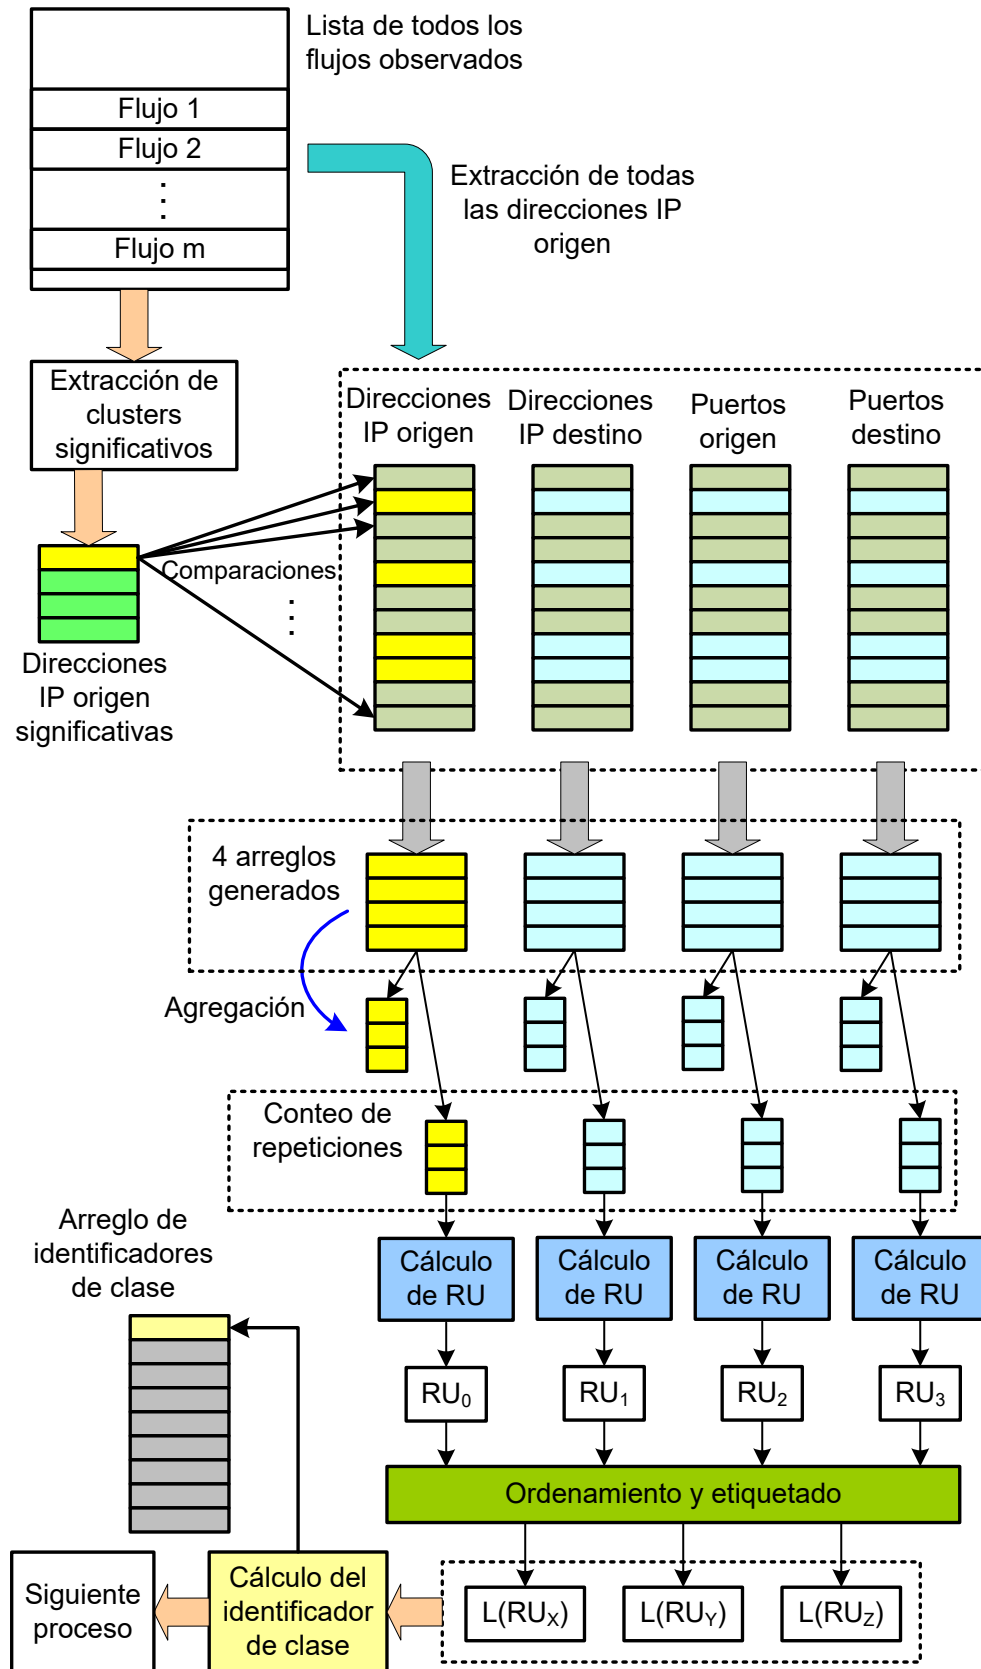 Lista de todos los
flujos observados
Flujo 1
Flujo 2
⋮
Flujo m
Extracción de todas
las direcciones IP
origen
Extracción de
clusters
significativos
Direcciones
IP origen
Direcciones
IP destino
Puertos
origen
Puertos
destino
Comparaciones
⋮
Direcciones
IP origen
significativas
4 arreglos
generados
Agregación
Conteo de
repeticiones
Arreglo de
identificadores
de clase
Cálculo
de RU
Cálculo
de RU
Cálculo
de RU
Cálculo
de RU
RU₀
RU₁
RU₂
RU₃
Ordenamiento y etiquetado
L(RU_X)
L(RU_Y)
L(RU_Z)
Cálculo del
identificador
de clase
Siguiente
proceso